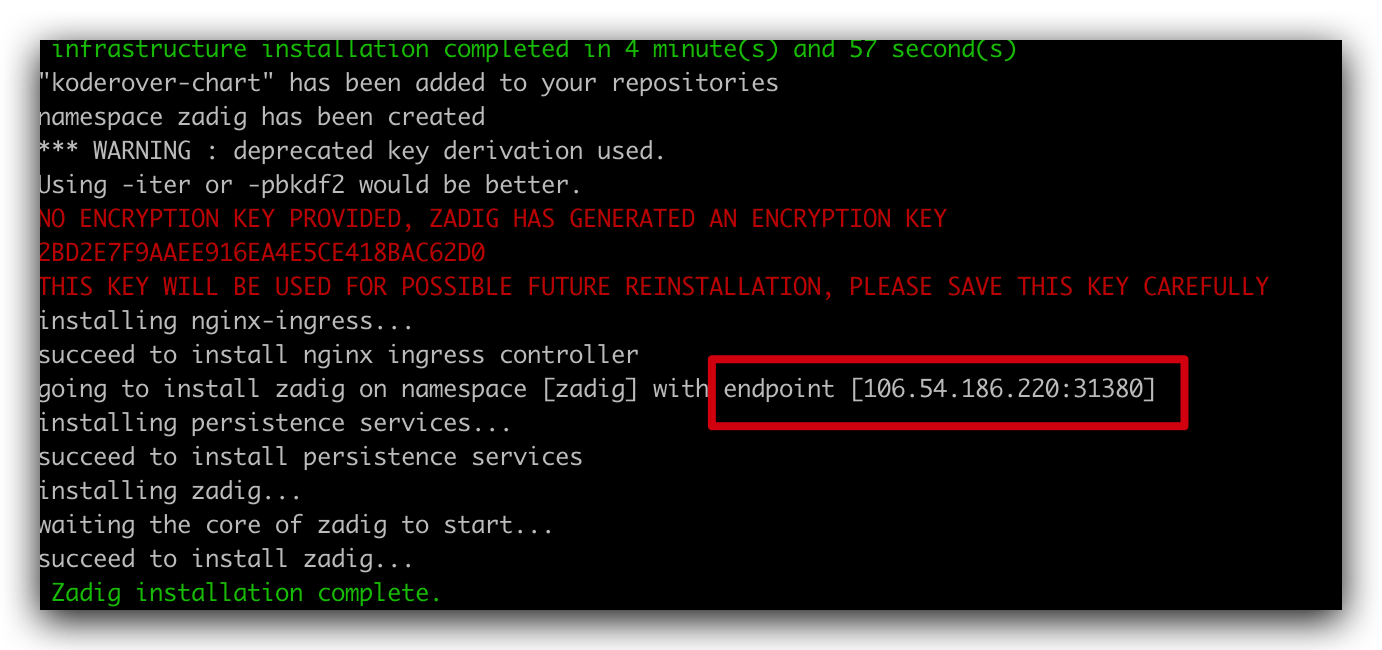 infrastructure installation completed in 4 minute(s) and 57 second(s)
"koderover-chart" has been added to your repositories
namespace zadig has been created
*** WARNING : deprecated key derivation used.
Using -iter or -pbkdf2 would be better.
NO ENCRYPTION KEY PROVIDED, ZADIG HAS GENERATED AN ENCRYPTION KEY
2BD2E7F9AAEE916EA4E5CE418BAC62D0
THIS KEY WILL BE USED FOR POSSIBLE FUTURE REINSTALLATION, PLEASE SAVE THIS KEY CAREFULLY
installing nginx-ingress...
succeed to install nginx ingress controller
going to install zadig on namespace [zadig] with endpoint [106.54.186.220:31380]
installing persistence services...
succeed to install persistence services
installing zadig...
waiting the core of zadig to start...
succeed to install zadig...
Zadig installation complete.